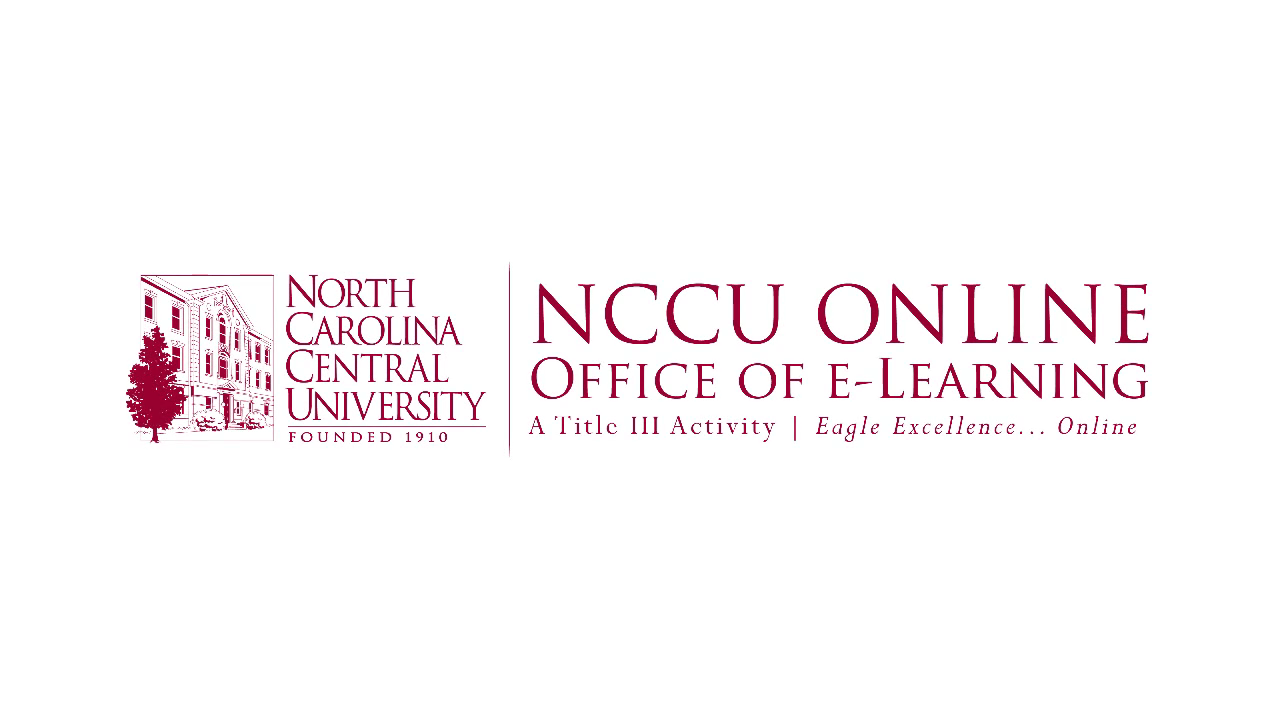 NORTH
CAROLINA
CENTRAL
UNIVERSITY
FOUNDED 1910
NCCU ONLINE
OFFICE OF E-LEARNING
A Title III Activity | Eagle Excellence... Online